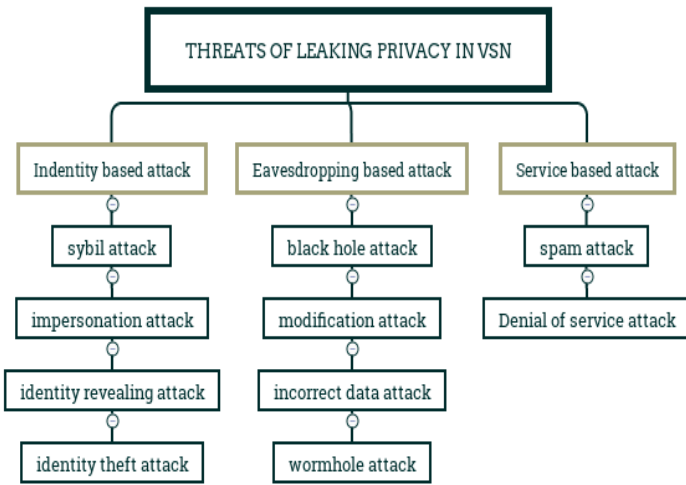 THREATS OF LEAKING PRIVACY IN VSN
Indentity based attack
Eavesdropping based attack
Service based attack
sybil attack
black hole attack
spam attack
impersonation attack
modification attack
Denial of service attack
identity revealing attack
incorrect data attack
identity theft attack
wormhole attack